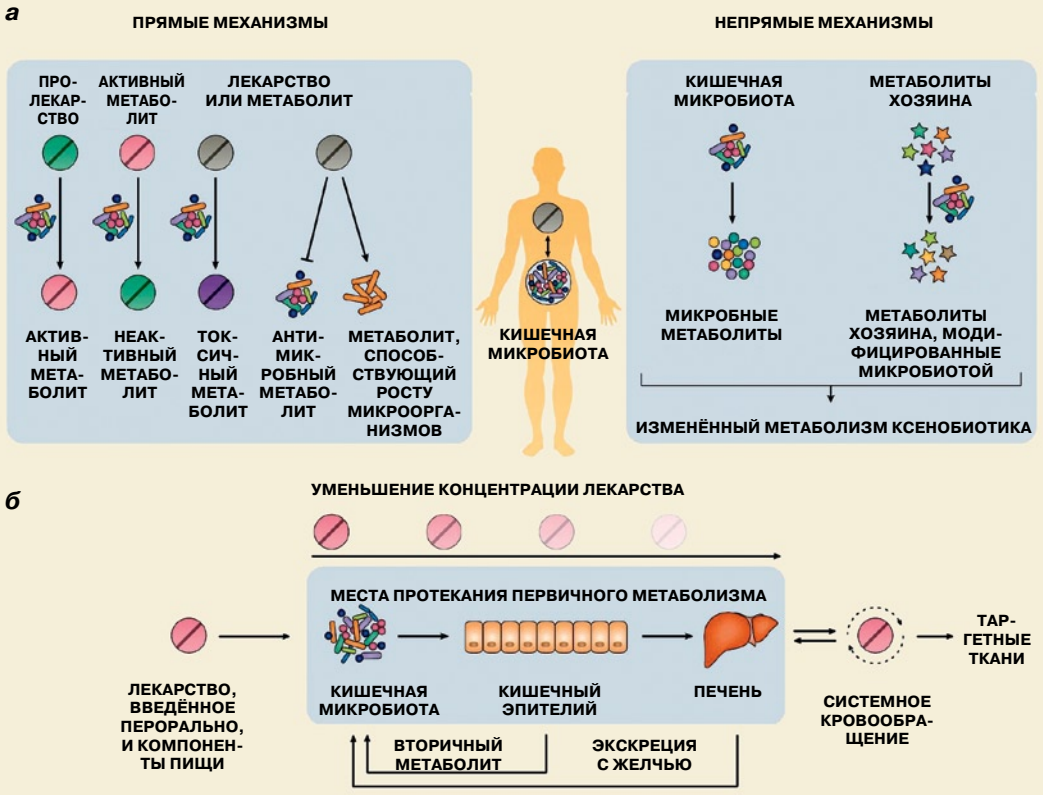 а
ПРЯМЫЕ МЕХАНИЗМЫ
НЕПРЯМЫЕ МЕХАНИЗМЫ
ПРО-
ЛЕКАР-
СТВО
АКТИВНЫЙ
МЕТАБО-
ЛИТ
ЛЕКАРСТВО
ИЛИ МЕТАБОЛИТ
АКТИВ-
НЫЙ
МЕТА-
БОЛИТ
НЕАК-
ТИВНЫЙ
МЕТАБО-
ЛИТ
ТОК-
СИЧ-
НЫЙ
МЕТА-
БОЛИТ
АНТИ-
МИК-
РОБНЫЙ
МЕТАБО-
ЛИТ
МЕТАБОЛИТ,
СПОСОБ-
СТВУЮЩИЙ
РОСТУ
МИКРООРГА-
НИЗМОВ
КИШЕЧНАЯ
МИКРОБИОТА
КИШЕЧНАЯ
МИКРОБИОТА
МЕТАБОЛИТЫ
ХОЗЯИНА
МИКРОБНЫЕ
МЕТАБОЛИТЫ
МЕТАБОЛИТЫ
ХОЗЯИНА, МОДИ-
ФИЦИРОВАННЫЕ
МИКРОБИОТОЙ
ИЗМЕНЁННЫЙ МЕТАБОЛИЗМ КСЕНОБИОТИКА
б
УМЕНЬШЕНИЕ КОНЦЕНТРАЦИИ ЛЕКАРСТВА
МЕСТА ПРОТЕКАНИЯ ПЕРВИЧНОГО МЕТАБОЛИЗМА
ЛЕКАРСТВО,
ВВЕДЁННОЕ
ПЕРОРАЛЬНО,
И КОМПОНЕН-
ТЫ ПИЩИ
КИШЕЧНАЯ
МИКРОБИОТА
КИШЕЧНЫЙ
ЭПИТЕЛИЙ
ПЕЧЕНЬ
СИСТЕМНОЕ
КРОВООБРА-
ЩЕНИЕ
ТАР-
ГЕТНЫЕ
ТКАНИ
ВТОРИЧНЫЙ
МЕТАБОЛИТ
ЭКСКРЕЦИЯ
С ЖЕЛЧЬЮ